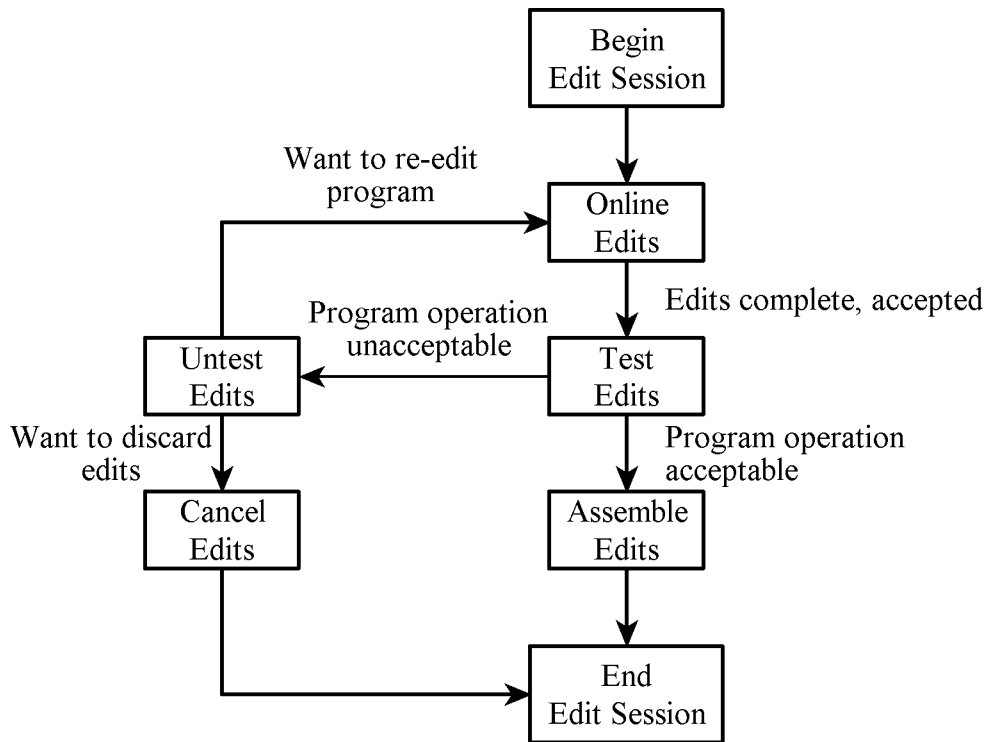 Begin
Edit Session
Want to re-edit
program
Online
Edits
Edits complete, accepted
Program operation
unacceptable
Untest
Edits
Test
Edits
Want to discard
edits
Program operation
acceptable
Cancel
Edits
Assemble
Edits
End
Edit Session